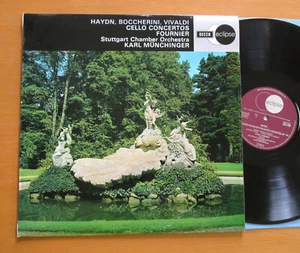 HAYDN, BOCCHERINI, VIVALDI
CELLO CONCERTOS
FOURNIER
Stuttgart Chamber Orchestra
KARL MÜNCHINGER
DECCA
eclipse
eclipse